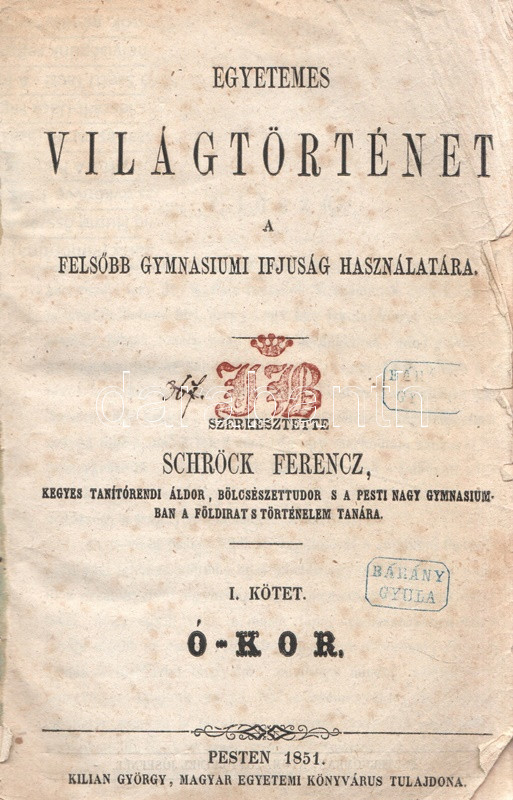 EGYETEMES
VILÁGTÖRTÉNET
A
FELSŐBB GYMNASIUMI IFJUSÁG HASZNÁLATÁRA.
367.
SZERKESZTETTE
SCHRÖCK FERENCZ,
KEGYES TANÍTÓRENDI ÁLDOR, BÖLCSÉSZETTUDOR S A PESTI NAGY GYMNASIUM-
BAN A FÖLDIRAT S TÖRTÉNELEM TANÁRA.
BÁRÁNY
GYULA
I. KÖTET.
Ó-KOR.
PESTEN 1851.
KILIAN GYÖRGY, MAGYAR EGYETEMI KÖNYVÁRUS TULAJDONA.